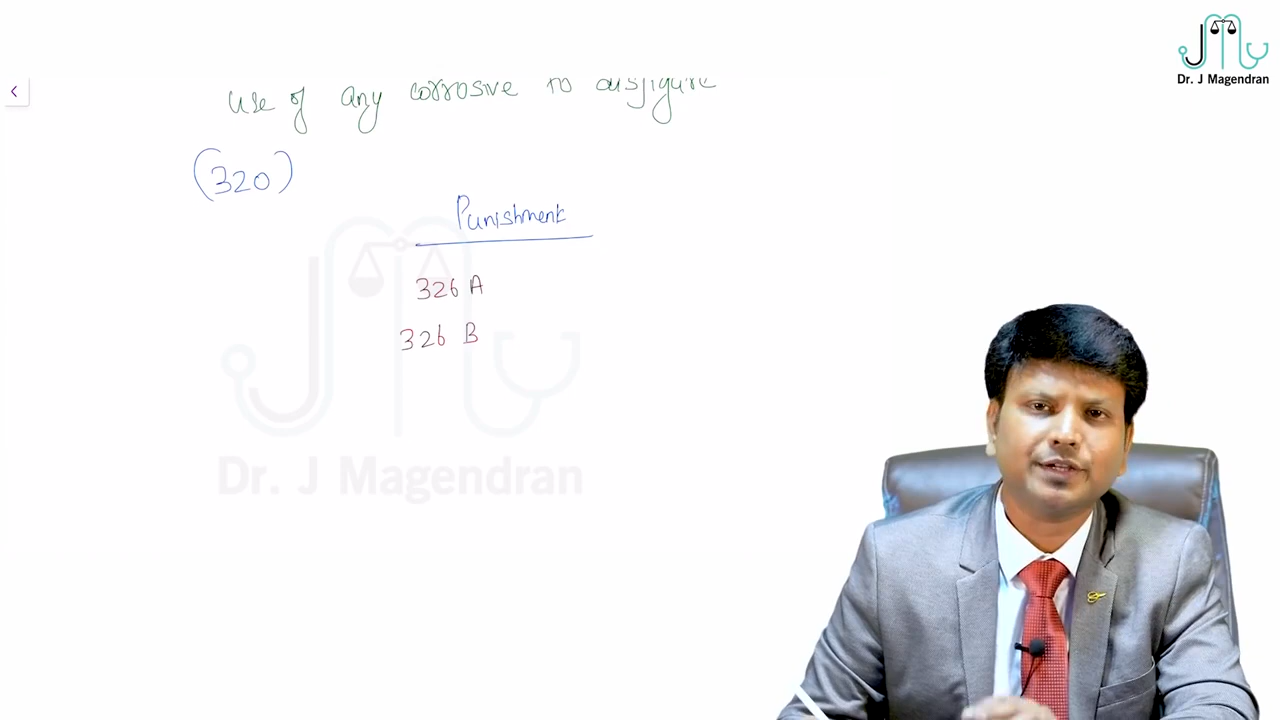 Dr. J Magendran
use of any corrosive to disfigure
(320)
Punishment
326 A
326 B
Dr. J Magendran